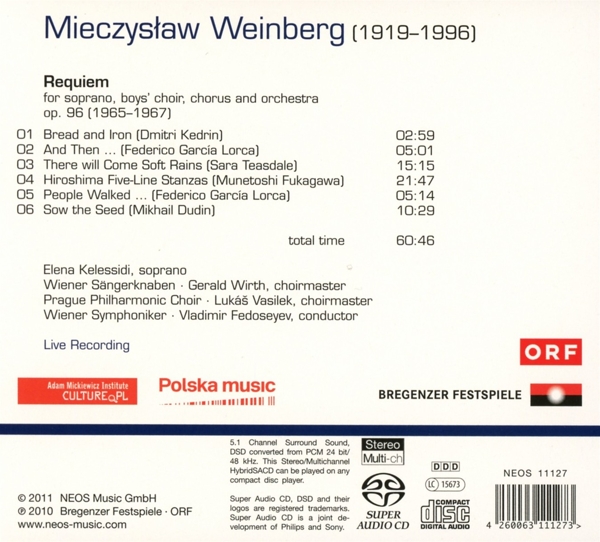 Mieczysław Weinberg (1919–1996)
Requiem
for soprano, boys' choir, chorus and orchestra
op. 96 (1965–1967)
01 Bread and Iron (Dmitri Kedrin) 02:59
02 And Then ... (Federico García Lorca) 05:01
03 There will Come Soft Rains (Sara Teasdale) 15:15
04 Hiroshima Five-Line Stanzas (Munetoshi Fukagawa) 21:47
05 People Walked ... (Federico García Lorca) 05:14
06 Sow the Seed (Mikhail Dudin) 10:29
total time 60:46
Elena Kelessidi, soprano
Wiener Sängerknaben · Gerald Wirth, choirmaster
Prague Philharmonic Choir · Lukáš Vasilek, choirmaster
Wiener Symphoniker · Vladimir Fedoseyev, conductor
Live Recording
ORF
Adam Mickiewicz Institute
CULTURE.PL
Polska music
BREGENZER FESTSPIELE
5.1 Channel Surround Sound,
DSD converted from PCM 24 bit/
48 kHz. This Stereo/Multichannel
HybridSACD can be played on any
compact disc player.
Super Audio CD, DSD and their
logos are registered trademarks.
Super Audio CD is a joint de-
velopment of Philips and Sony.
Stereo
Multi-ch
SUPER
AUDIO CD
DDD
LC 15673
COMPACT
disc
DIGITAL AUDIO
NEOS 11127
4 260063 111273 >
© 2011 NEOS Music GmbH
℗ 2010 Bregenzer Festspiele · ORF
www.neos-music.com